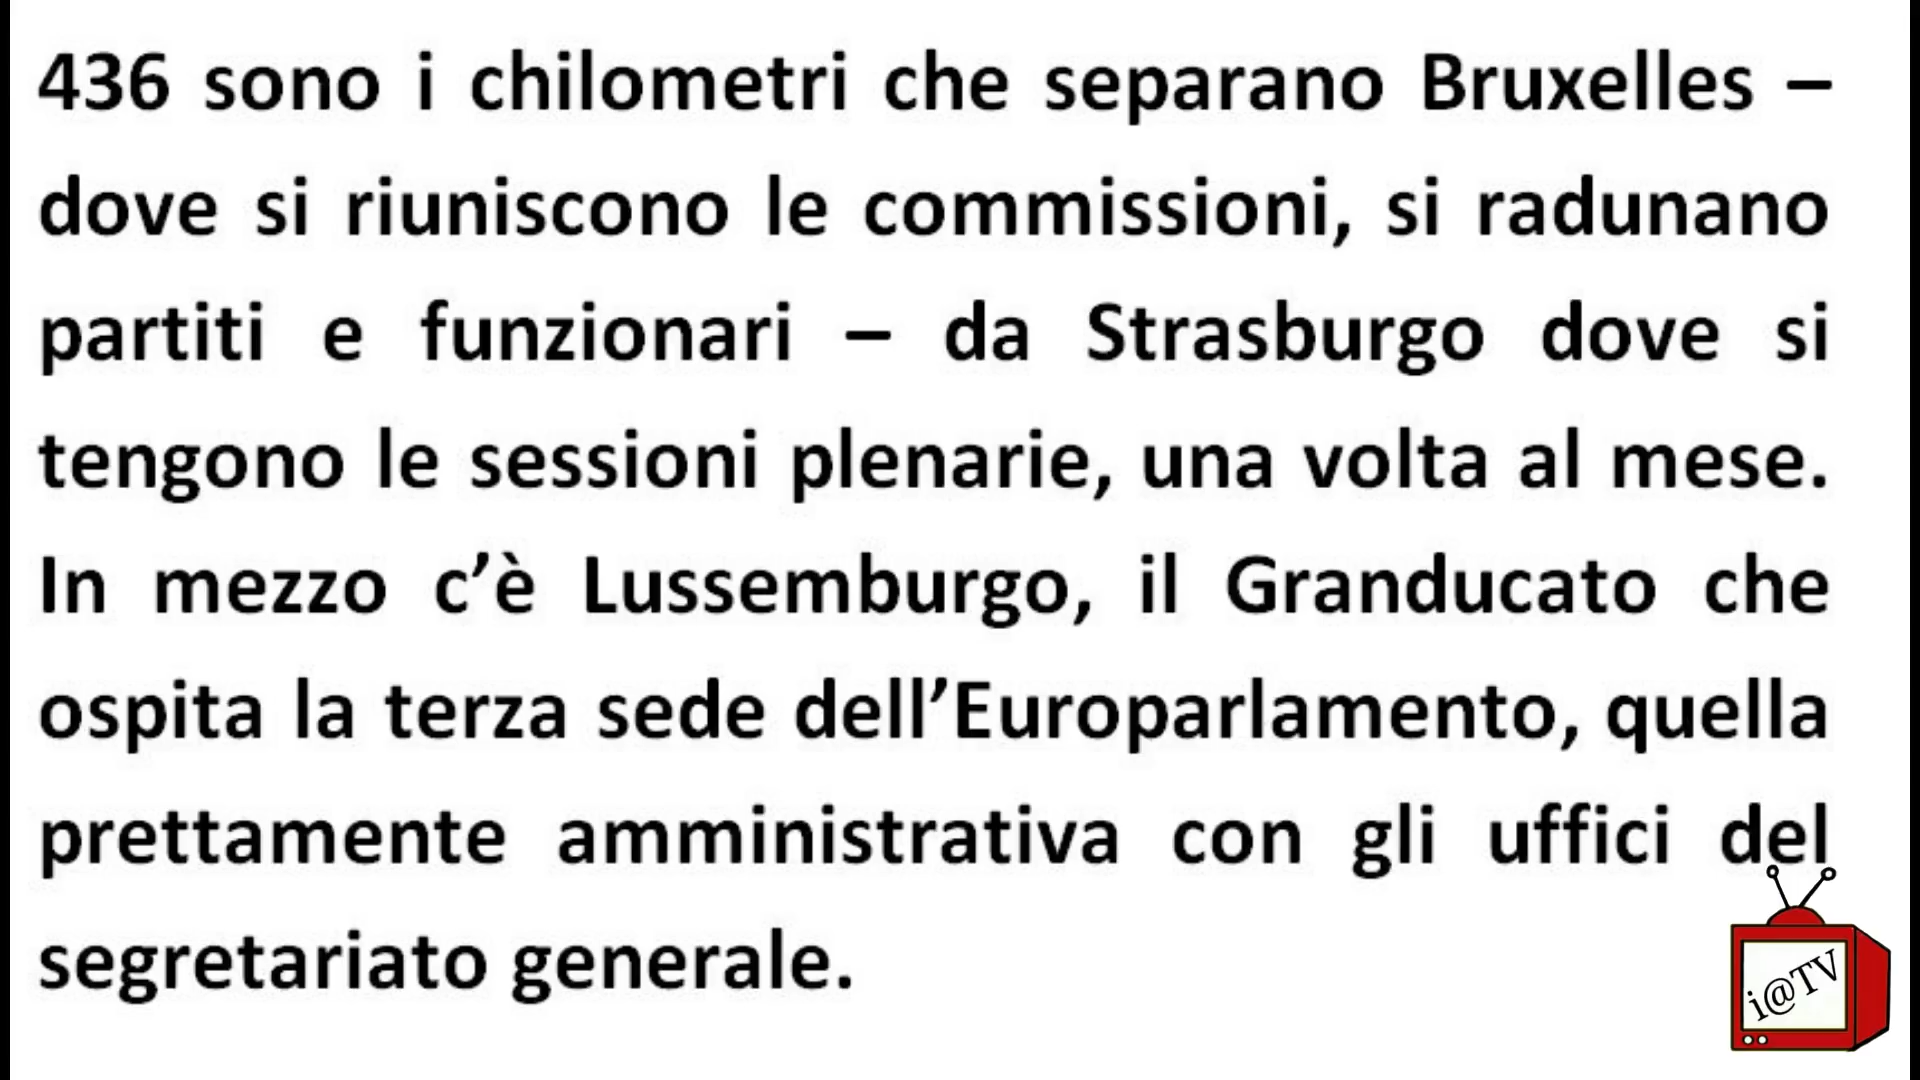 436 sono i chilometri che separano Bruxelles –
dove si riuniscono le commissioni, si radunano
partiti e funzionari – da Strasburgo dove si
tengono le sessioni plenarie, una volta al mese.
In mezzo c’è Lussemburgo, il Granducato che
ospita la terza sede dell’Europarlamento, quella
prettamente amministrativa con gli uffici del
segretariato generale.
i@TV